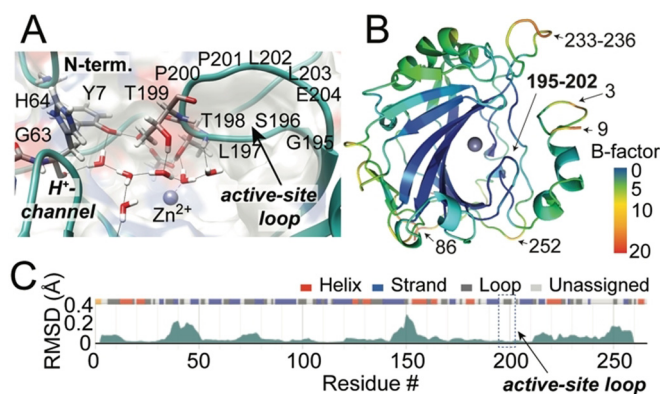 A
N-term.
P201
L202
P200
L203
H64
Y7
T199
E204
T198
S196
G63
L197
G195
H⁺-
channel
Zn²⁺
active-site
loop
B
233-236
195-202
3
9
B-factor
0
5
10
20
86
252
C
Helix
Strand
Loop
Unassigned
RMSD (Å)
0.4
0.2
0
0
50
100
150
200
250
Residue #
active-site loop